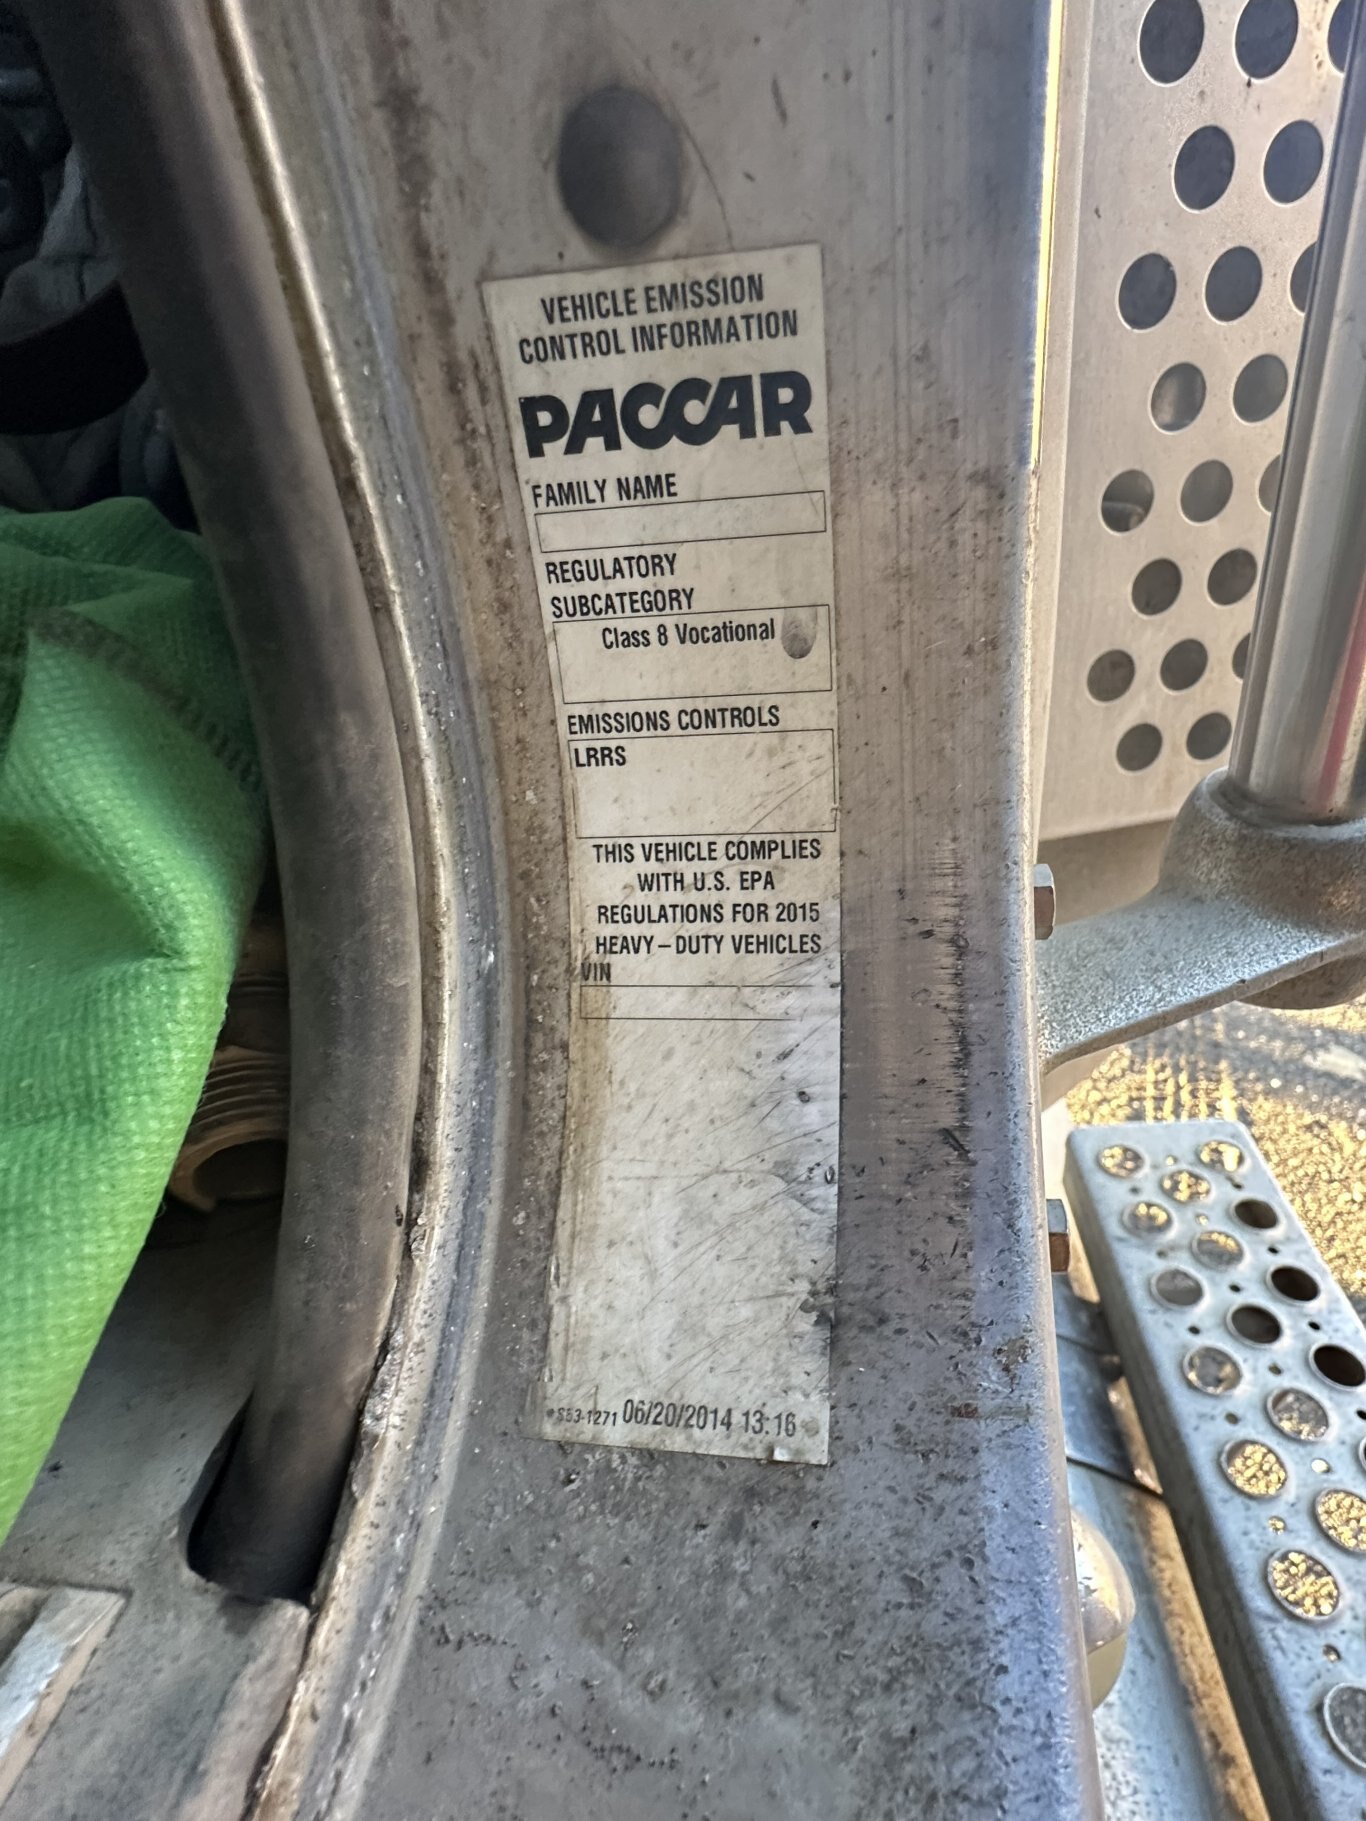 VEHICLE EMISSION
CONTROL INFORMATION
PACCAR
FAMILY NAME
REGULATORY
SUBCATEGORY
Class 8 Vocational
EMISSIONS CONTROLS
LRRS
THIS VEHICLE COMPLIES
WITH U.S. EPA
REGULATIONS FOR 2015
HEAVY-DUTY VEHICLES
VIN
06/20/2014 13:16